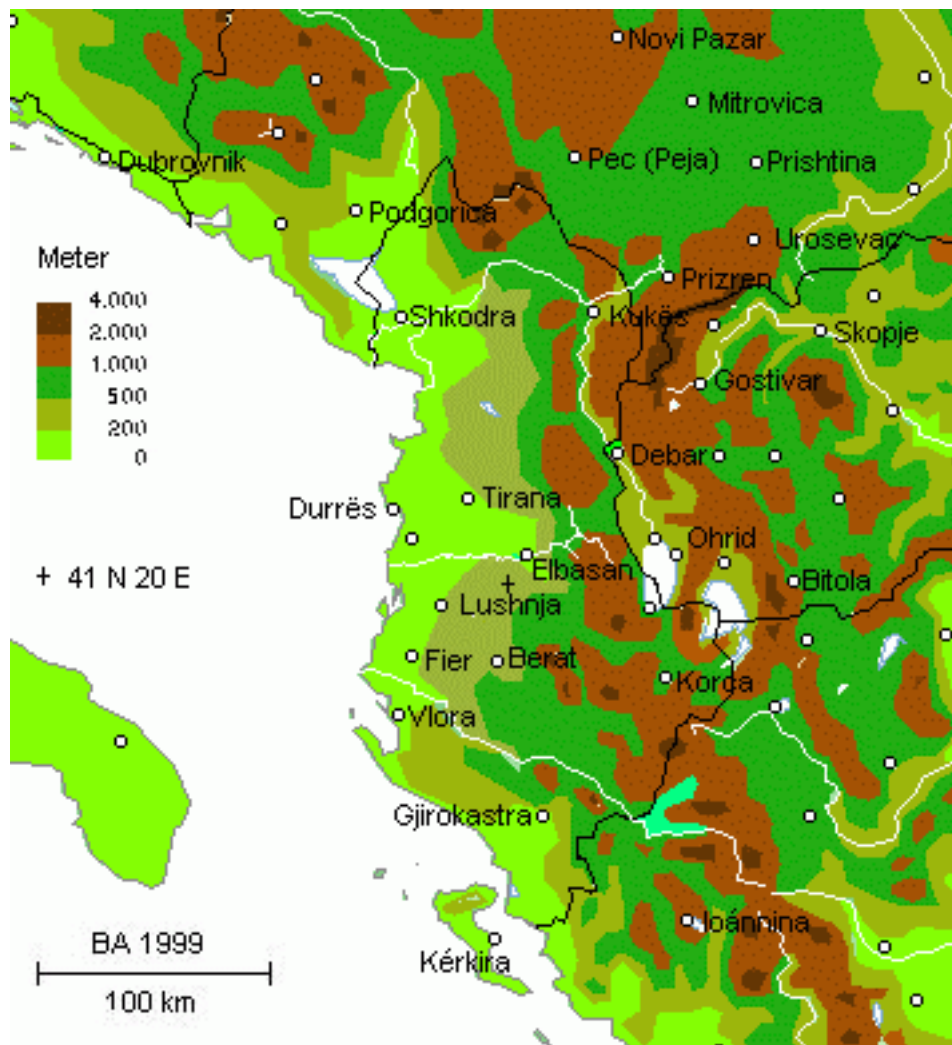 Novi Pazar
Mitrovica
Dubrovnik
Pec (Peja)
Prishtina
Podgorica
Urosevac
Meter
Prizren
4.000
2.000
1.000
500
200
0
Shkodra
Kukës
Skopje
Gostivar
Debar
Durrës
Tirana
Ohrid
+ 41 N 20 E
Elbasan
Bitola
Lushnja
Fier
Berat
Korca
Vlora
Gjirokastra
Ioánnina
BA 1999
Kérkira
100 km